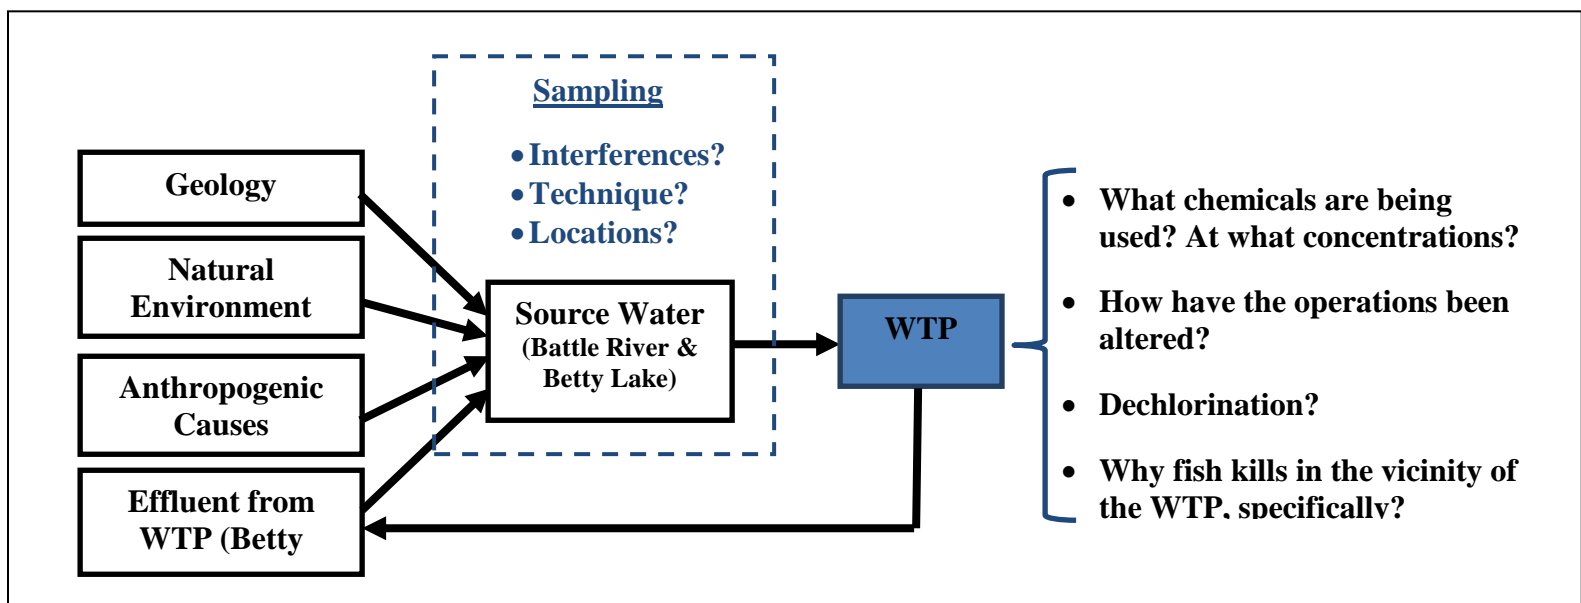 Sampling
• Interferences?
• Technique?
• Locations?
Geology
Natural
Environment
Anthropogenic
Causes
Effluent from
WTP (Betty
Source Water
(Battle River &
Betty Lake)
WTP
• What chemicals are being
used? At what concentrations?
• How have the operations been
altered?
• Dechlorination?
• Why fish kills in the vicinity of
the WTP, specifically?